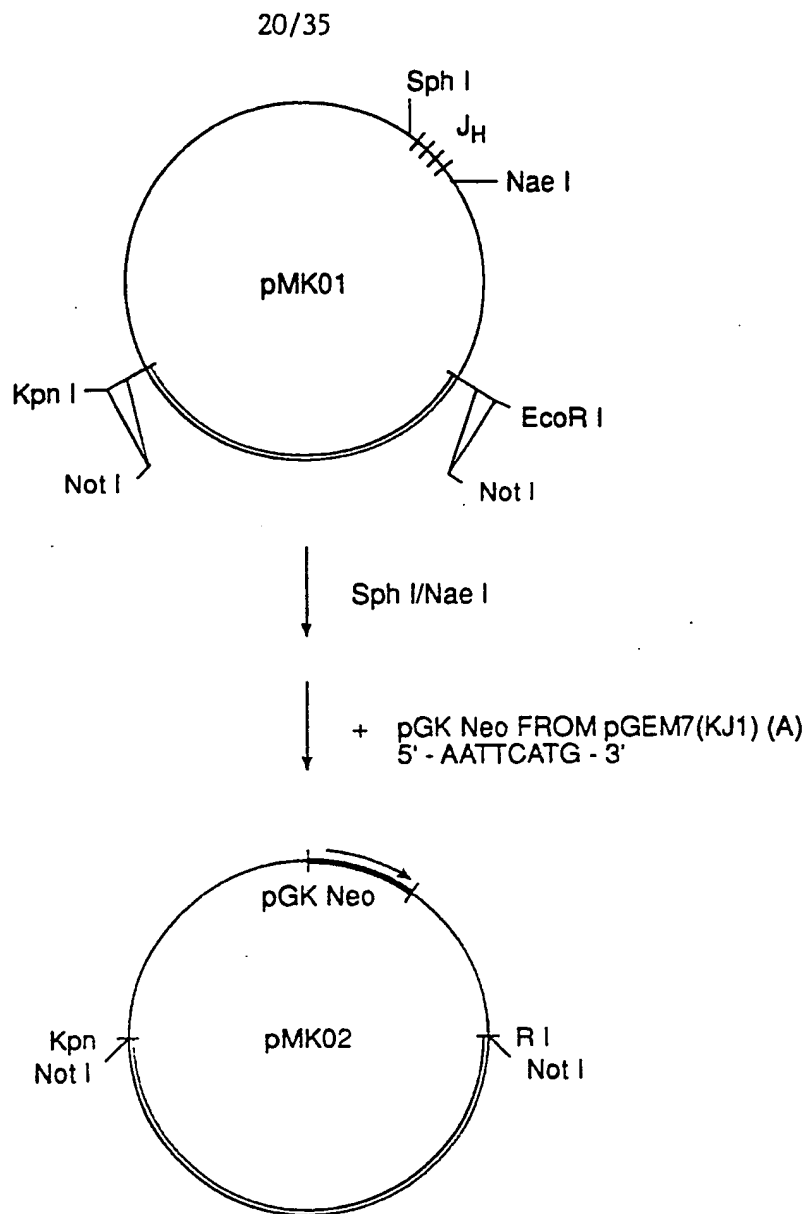 20/35
Sph I
J_H
Nae I
pMK01
Kpn I
EcoR I
Not I
Not I
Sph I/Nae I
+ pGK Neo FROM pGEM7(KJ1) (A)
5' - AATTCATG - 3'
pGK Neo
Kpn
pMK02
R I
Not I
Not I